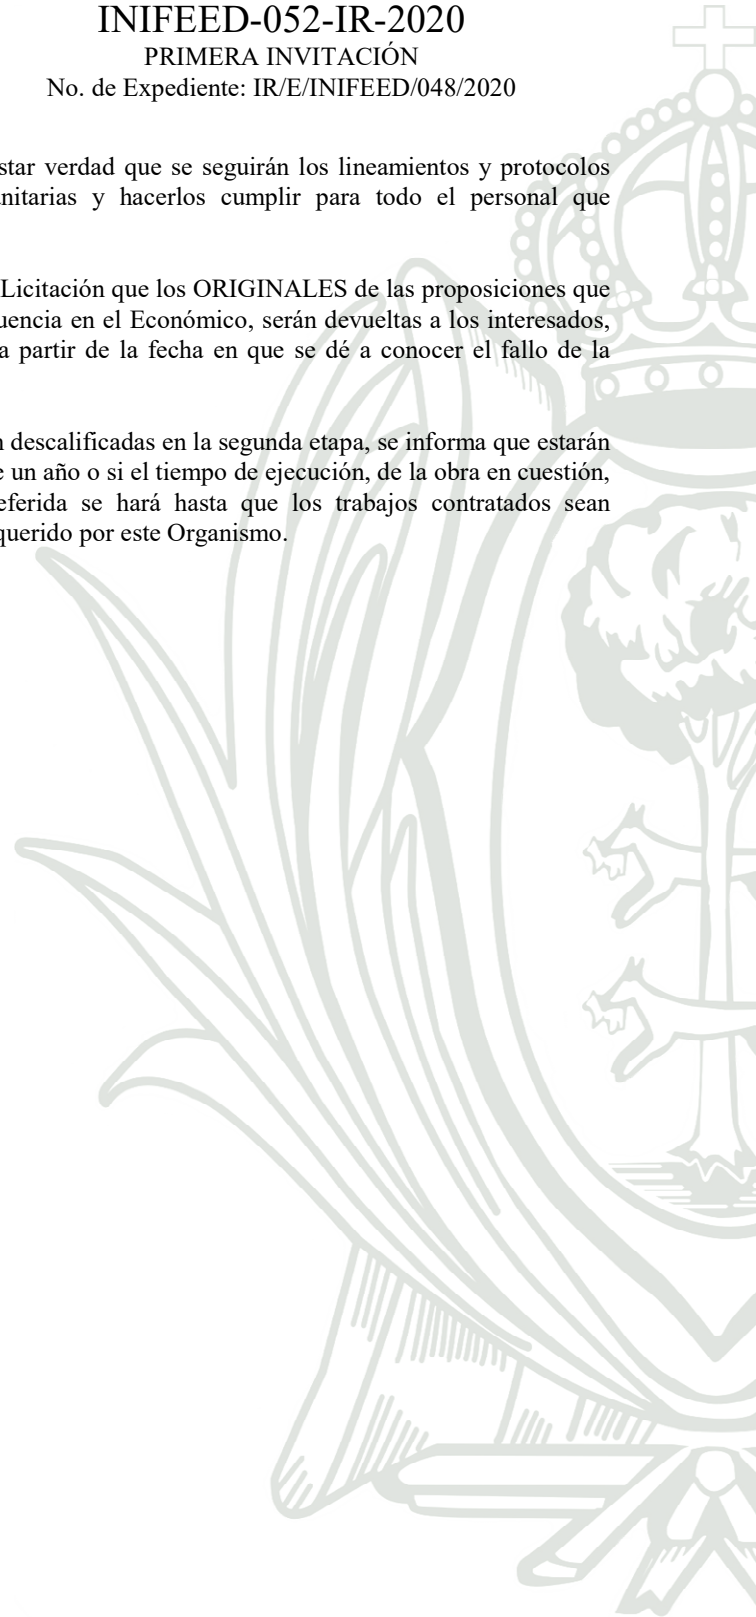 INIFEED-052-IR-2020
PRIMERA INVITACIÓN
No. de Expediente: IR/E/INIFEED/048/2020
star verdad que se seguirán los lineamientos y protocolos
nitarias y hacerlos cumplir para todo el personal que
Licitación que los ORIGINALES de las proposiciones que
uencia en el Económico, serán devueltas a los interesados,
a partir de la fecha en que se dé a conocer el fallo de la
n descalificadas en la segunda etapa, se informa que estarán
e un año o si el tiempo de ejecución, de la obra en cuestión,
eferida se hará hasta que los trabajos contratados sean
querido por este Organismo.